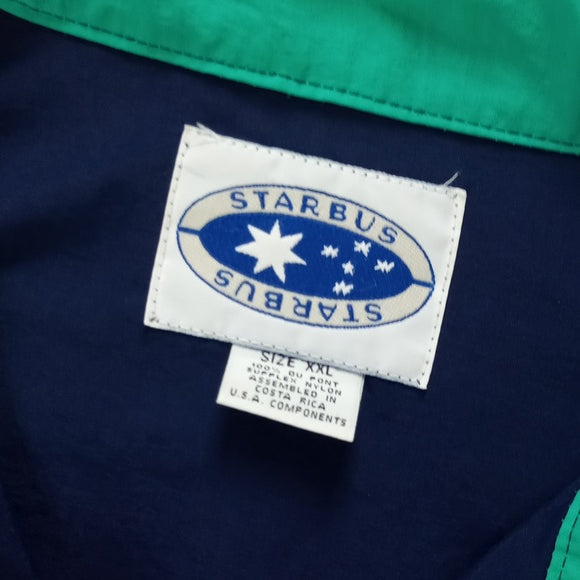 STARBUS
STARBUS
SIZE XXL
100% DU PONT
SUPPLEX NYLON
ASSEMBLED IN
COSTA RICA
U.S.A. COMPONENTS